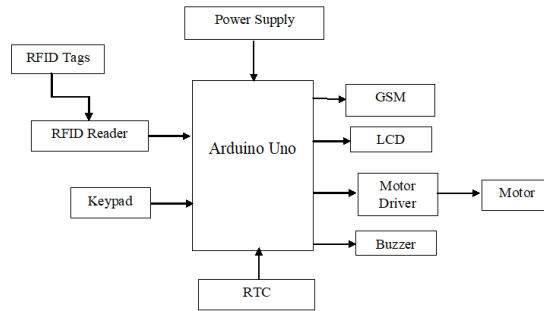 Power Supply
RFID Tags
GSM
RFID Reader
Arduino Uno
LCD
Motor
Driver
Motor
Keypad
Buzzer
RTC